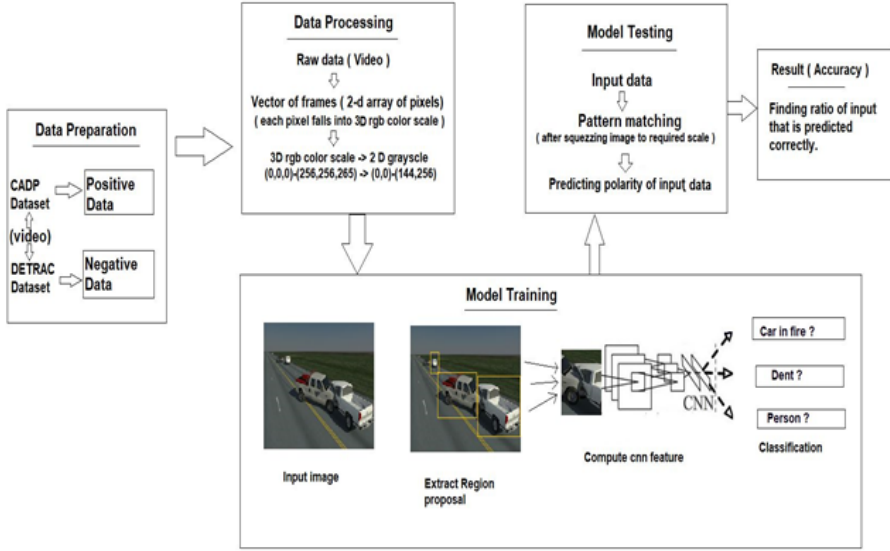 Data Preparation
CADP
Dataset
Positive
Data
(video)
DETRAC
Dataset
Negative
Data
Data Processing
Raw data ( Video )
Vector of frames ( 2-d array of pixels)
( each pixel falls into 3D rgb color scale )
3D rgb color scale -> 2 D grayscle
(0,0,0)-(256,256,265) -> (0,0)-(144,256)
Model Training
Input image
Extract Region
proposal
CNN
Compute cnn feature
Car in fire ?
Dent ?
Person ?
Classification
Model Testing
Input data
Pattern matching
( after squezzing image to required scale )
Predicting polarity of input data
Result ( Accuracy )
Finding ratio of input
that is predicted
correctly.